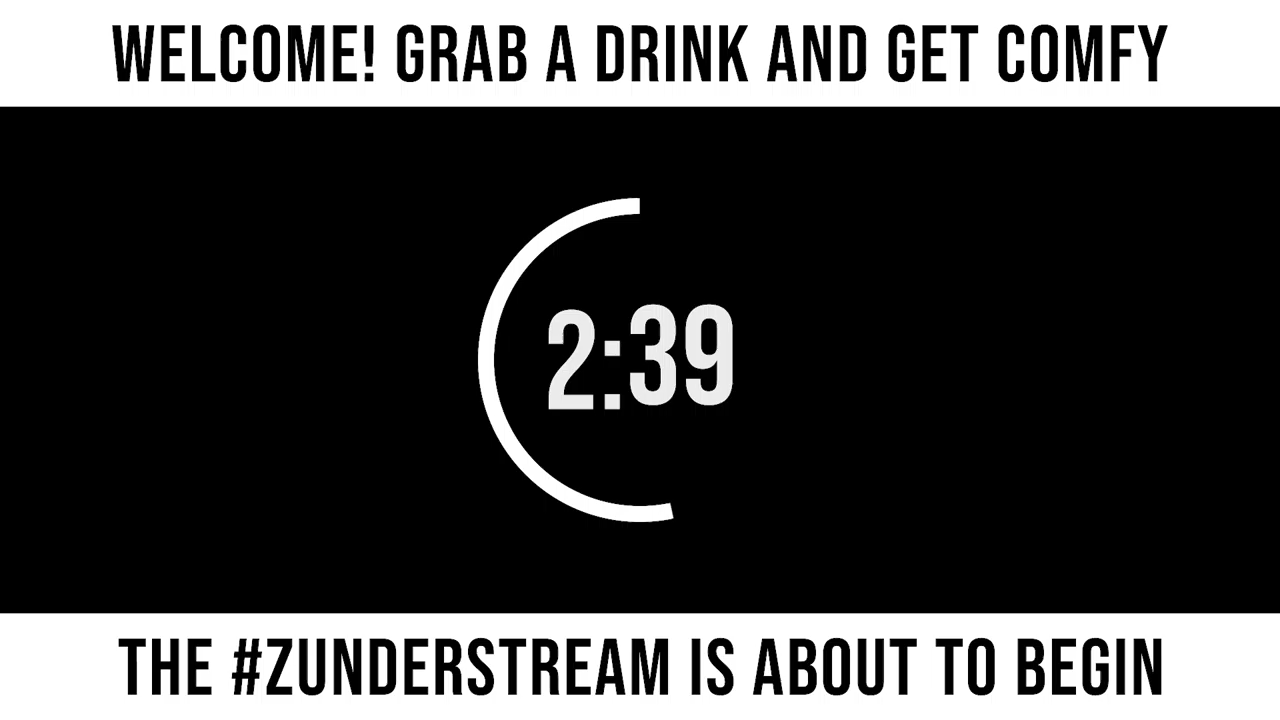 WELCOME! GRAB A DRINK AND GET COMFY
2:39
THE #ZUNDERSTREAM IS ABOUT TO BEGIN